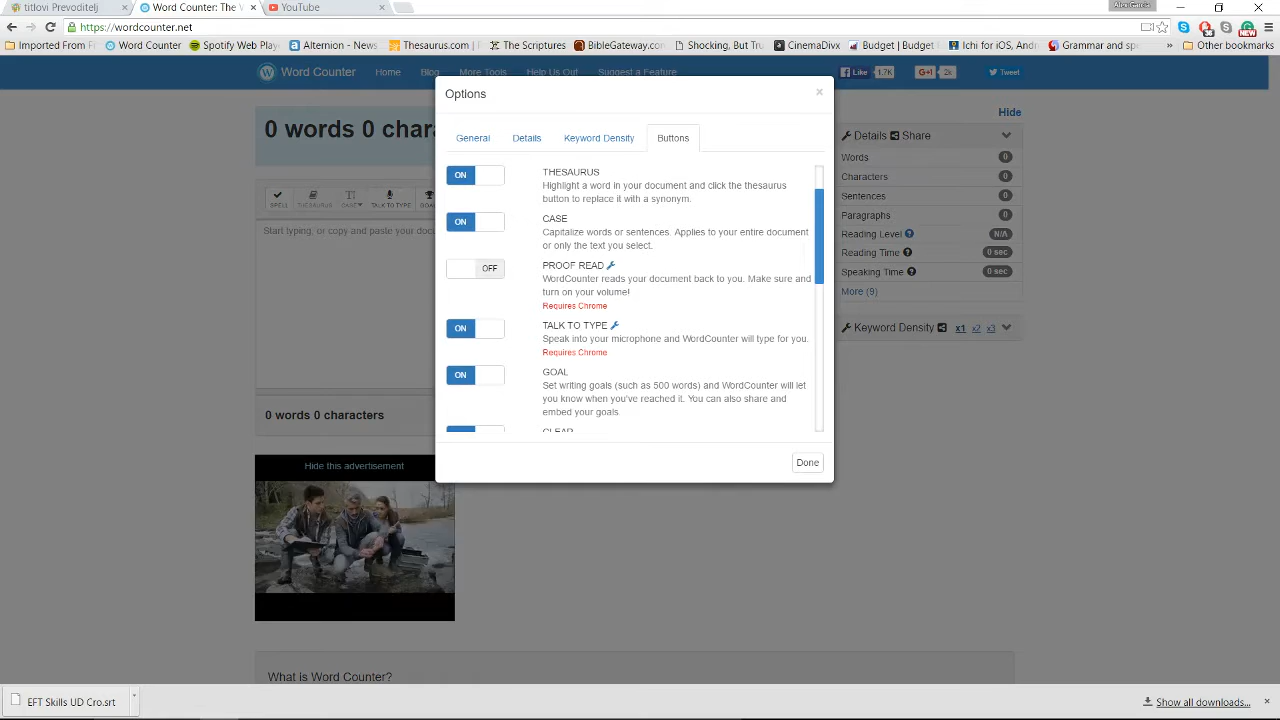 titlovi Prevoditelj
Word Counter: The
YouTube
Alex Garcia
https://wordcounter.net
Imported From
Word Counter
Spotify Web Play
Afternoon - News
Thesaurus.com
The Scriptures
Shocking, But Tru
CinemaDivx
Budget | Budget
Ichi for iOS, And
Grammar and sp
»
Other bookmarks
Word Counter
Home
Blog
More Tools
Help Us Out
Suggest a Feature
Like
1.7K
G+1
2k
Tweet
0 words 0 chara
SPELL
THESAURUS
CASE
TALK TO TYPE
GOA
Start typing, or copy and paste your doc
0 words 0 characters
Hide this advertisement
What is Word Counter?
Options
×
General
Details
Keyword Density
Buttons
ON
THESAURUS
Highlight a word in your document and click the thesaurus
button to replace it with a synonym.
ON
CASE
Capitalize words or sentences. Applies to your entire document
or only the text you select.
OFF
PROOF READ
WordCounter reads your document back to you. Make sure and
turn on your volume!
Requires Chrome
ON
TALK TO TYPE
Speak into your microphone and WordCounter will type for you.
Requires Chrome
ON
GOAL
Set writing goals (such as 500 words) and WordCounter will let
you know when you've reached it. You can also share and
embed your goals.
CLEAR
Done
Hide
Details
Share
Words 0
Characters 0
Sentences 0
Paragraphs 0
Reading Level N/A
Reading Time 0 sec
Speaking Time 0 sec
More (9)
Keyword Density x1 x2 x3
EFT Skills UD Cro.srt
Show all downloads...